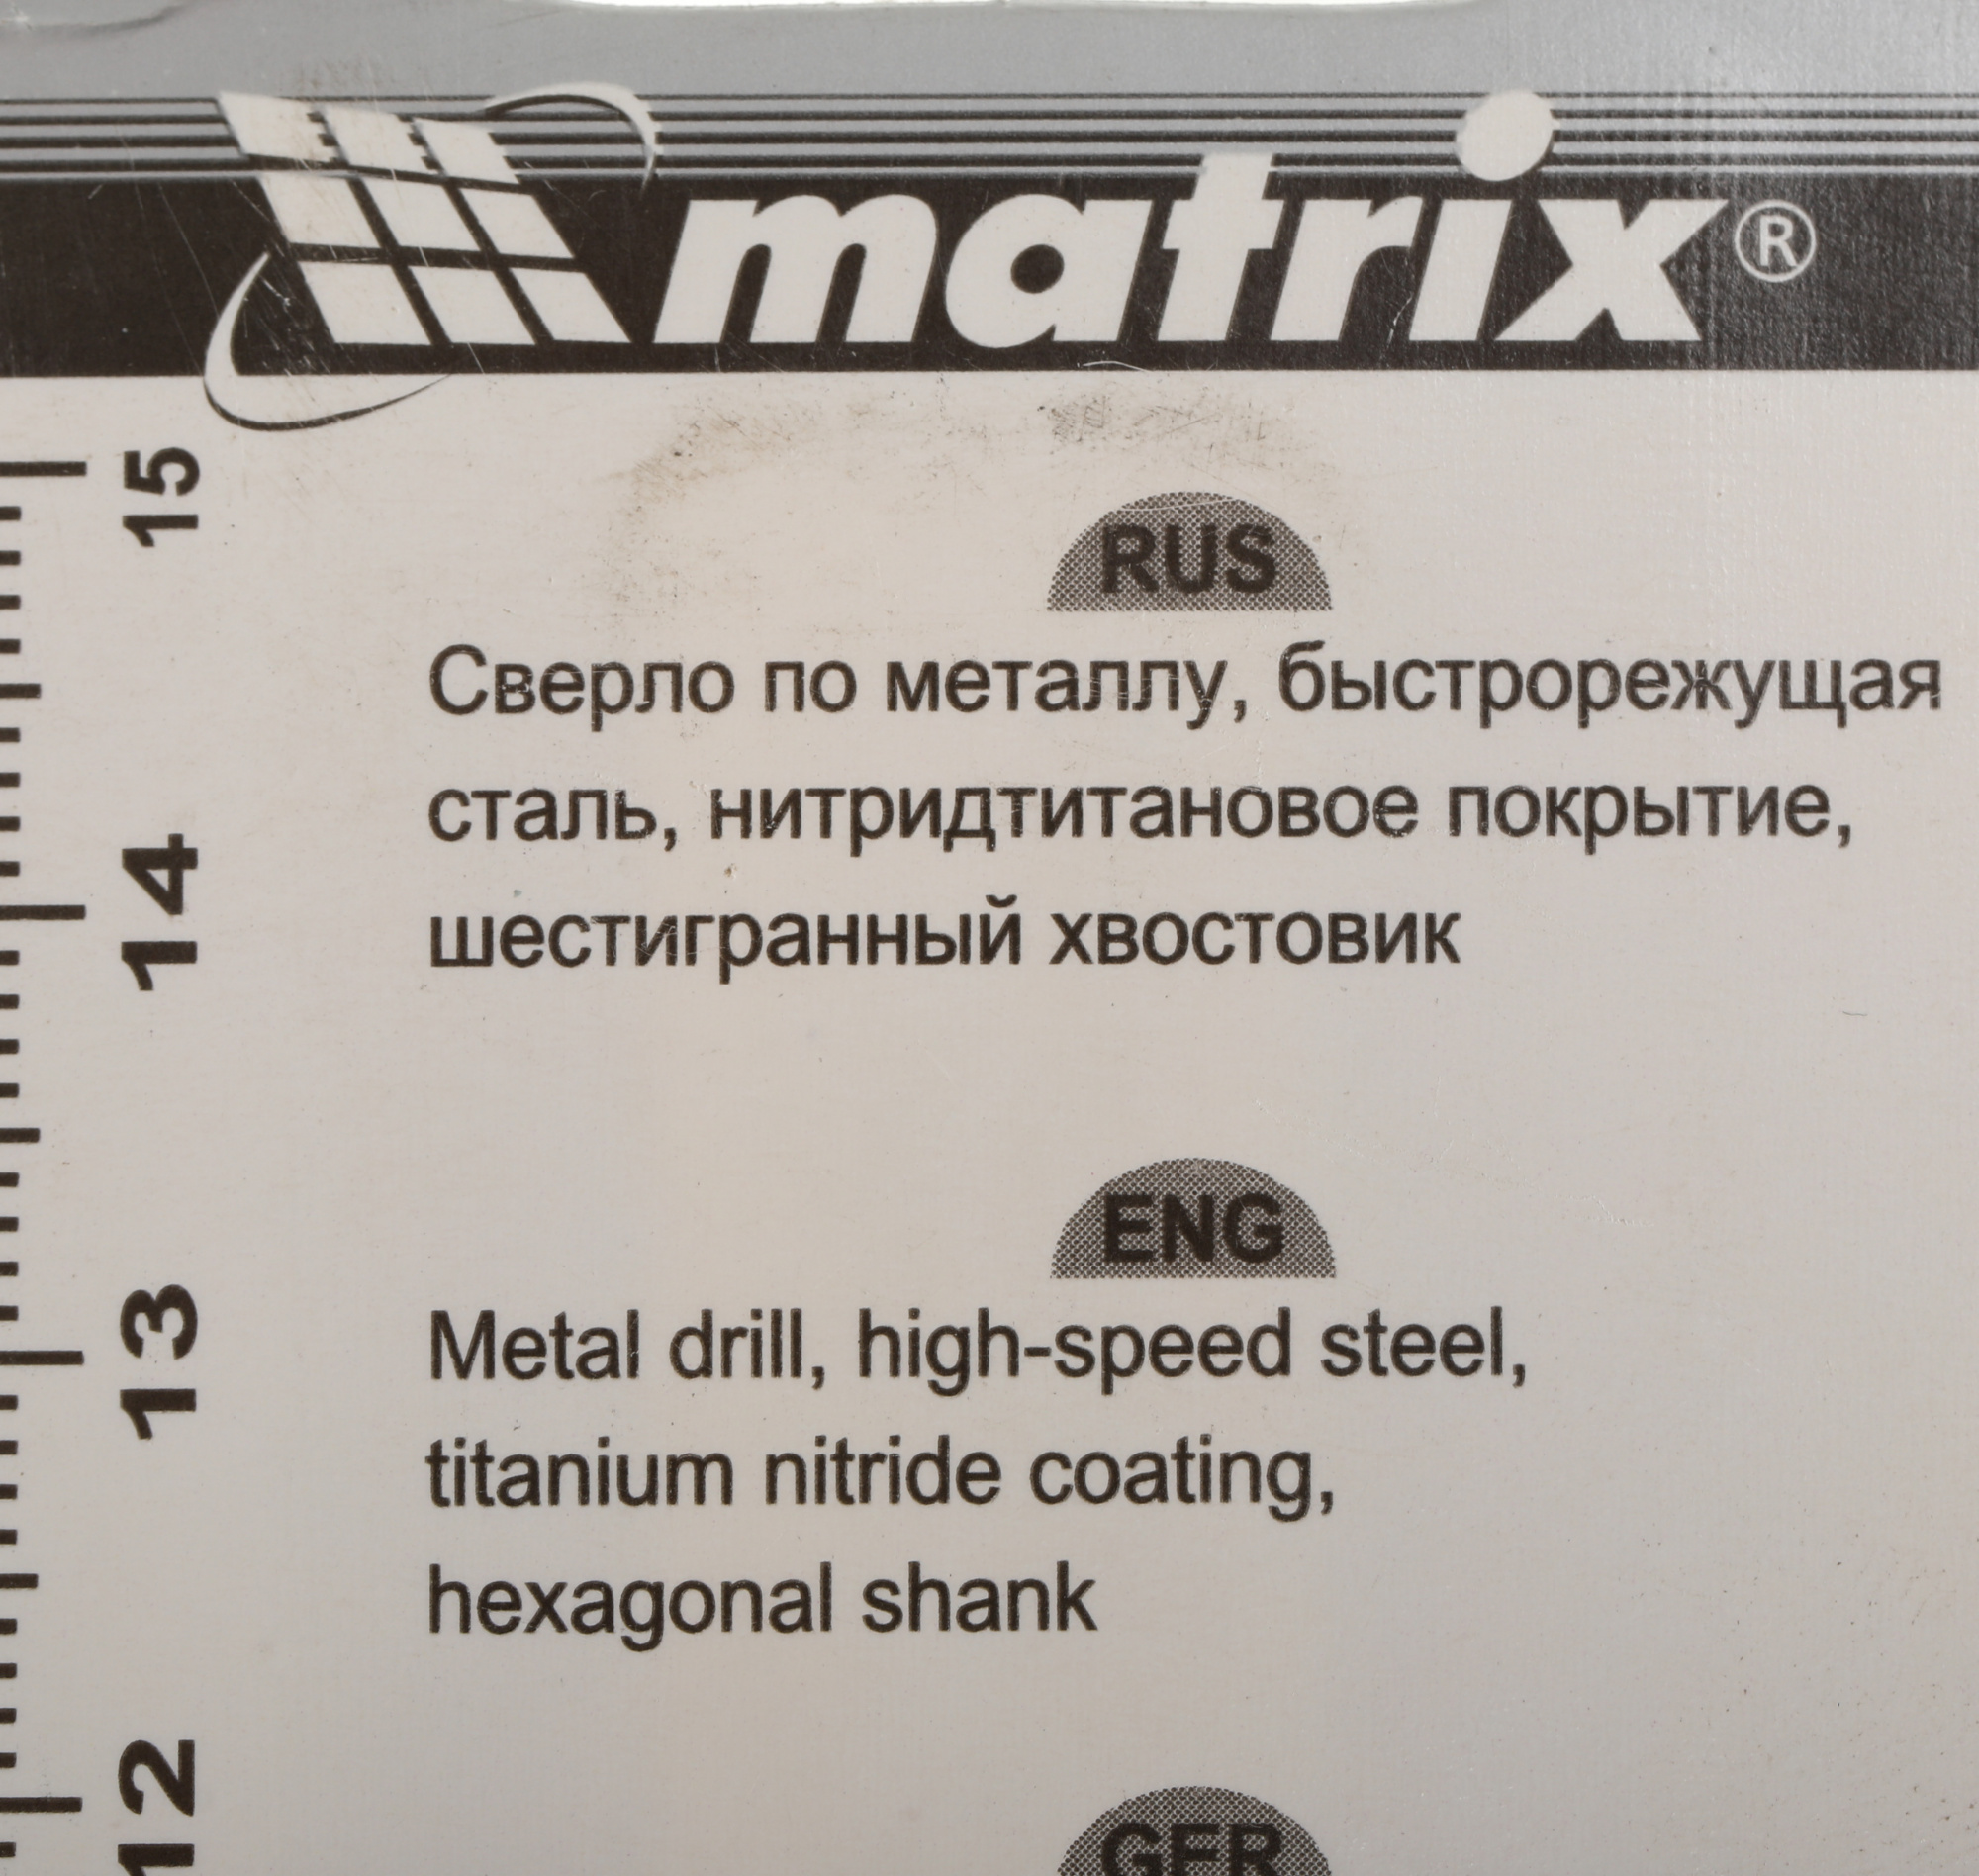 matrix®
RUS
Сверло по металлу, быстрорежущая
сталь, нитридтитановое покрытие,
шестигранный хвостовик
ENG
Metal drill, high-speed steel,
titanium nitride coating,
hexagonal shank
GER
15
14
13
12